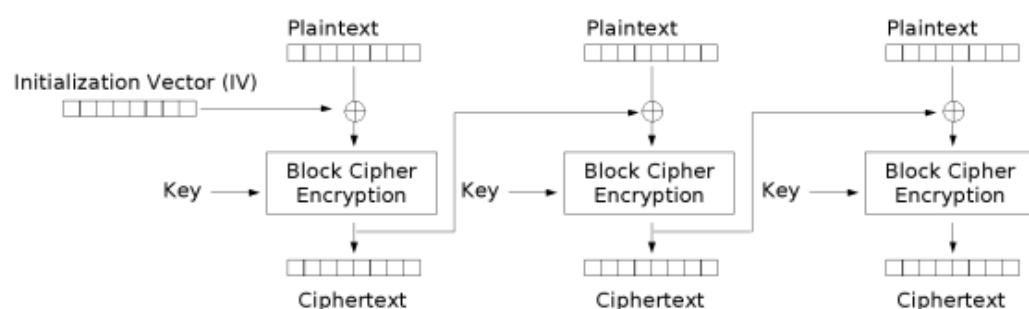 Plaintext
Plaintext
Plaintext
Initialization Vector (IV)
Block Cipher
Encryption
Block Cipher
Encryption
Block Cipher
Encryption
Key
Key
Key
Ciphertext
Ciphertext
Ciphertext